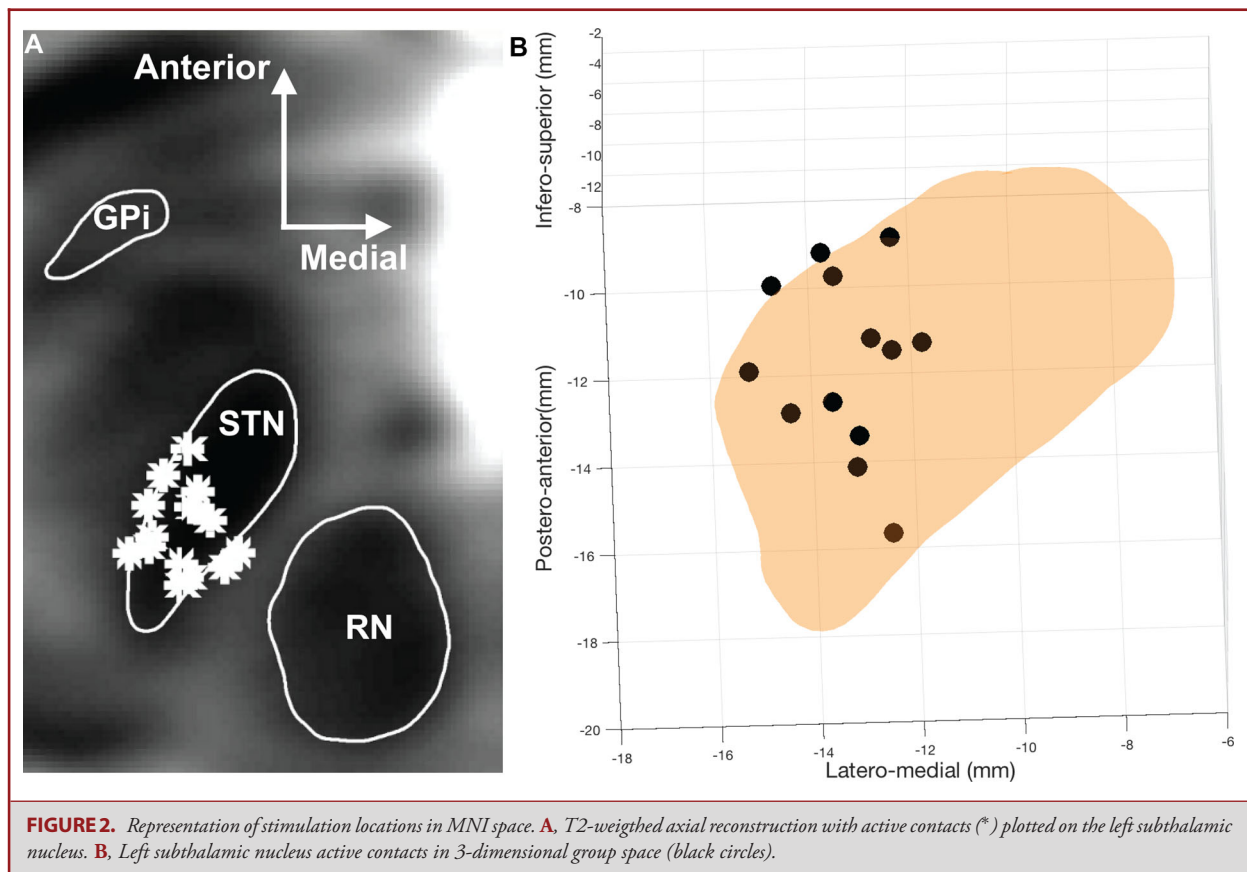 A
Anterior
Medial
GPi
STN
RN
B
Infero-superior (mm)
-2
-4
-6
-8
-10
-12
-8
-10
-12
-14
-16
-18
-20
Postero-anterior(mm)
-18
-16
-14
-12
-10
-8
-6
Latero-medial (mm)
FIGURE 2. Representation of stimulation locations in MNI space. A, T2-weigthed axial reconstruction with active contacts (*) plotted on the left subthalamic
nucleus. B, Left subthalamic nucleus active contacts in 3-dimensional group space (black circles).